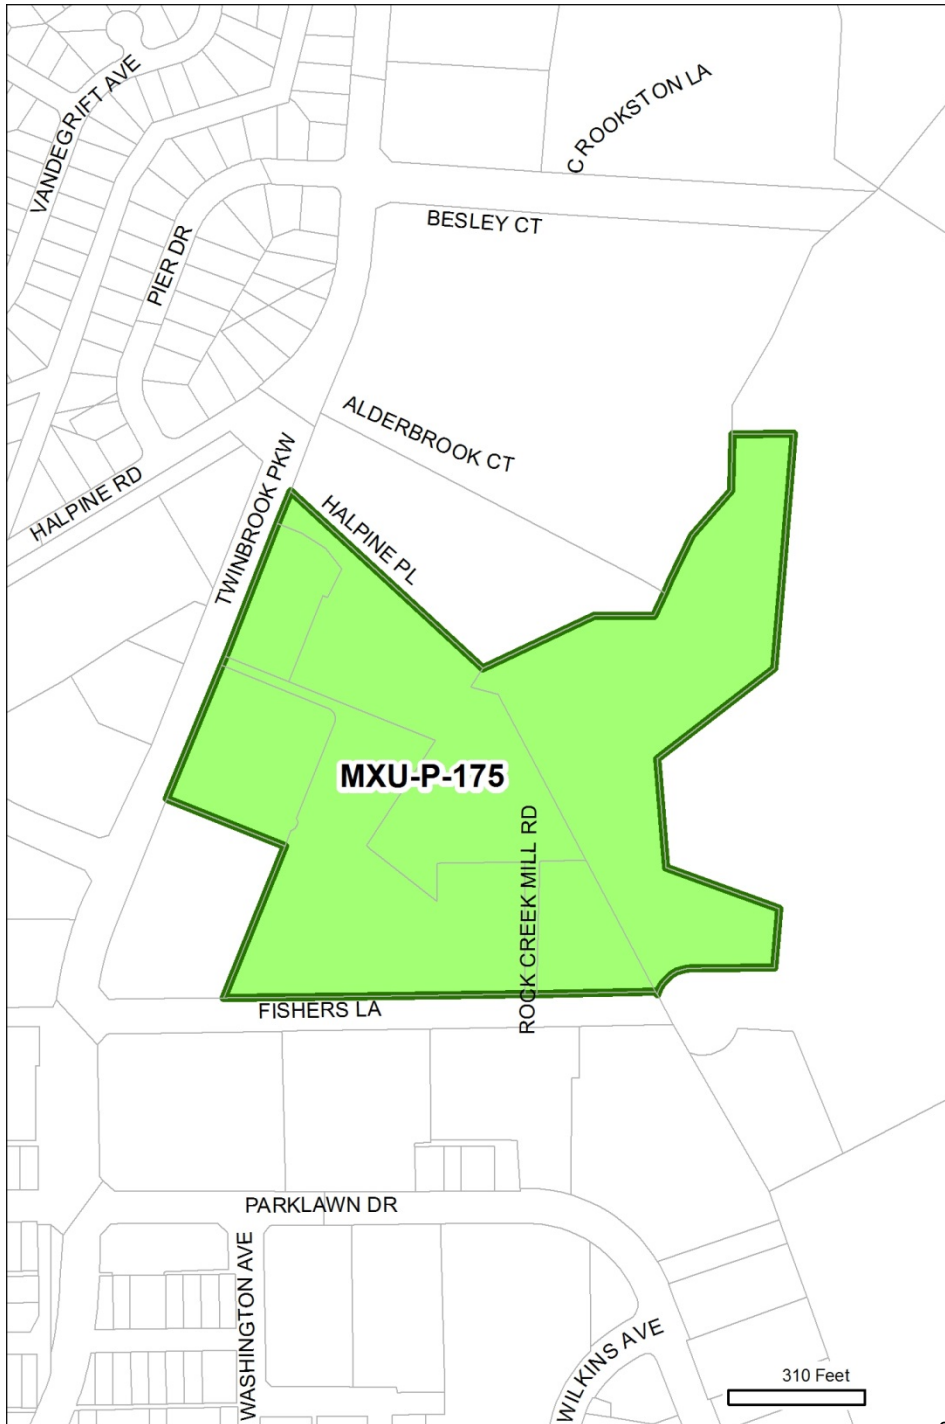 VANDEGRIFT AVE
CROOKSTON LA
BESLEY CT
PIER DR
ALDERBROOK CT
HALPINE RD
TWINBROOK PKW
HALPINE PL
MXU-P-175
ROCK CREEK MILL RD
FISHERS LA
PARKLAWN DR
WASHINGTON AVE
WILKINS AVE
310 Feet